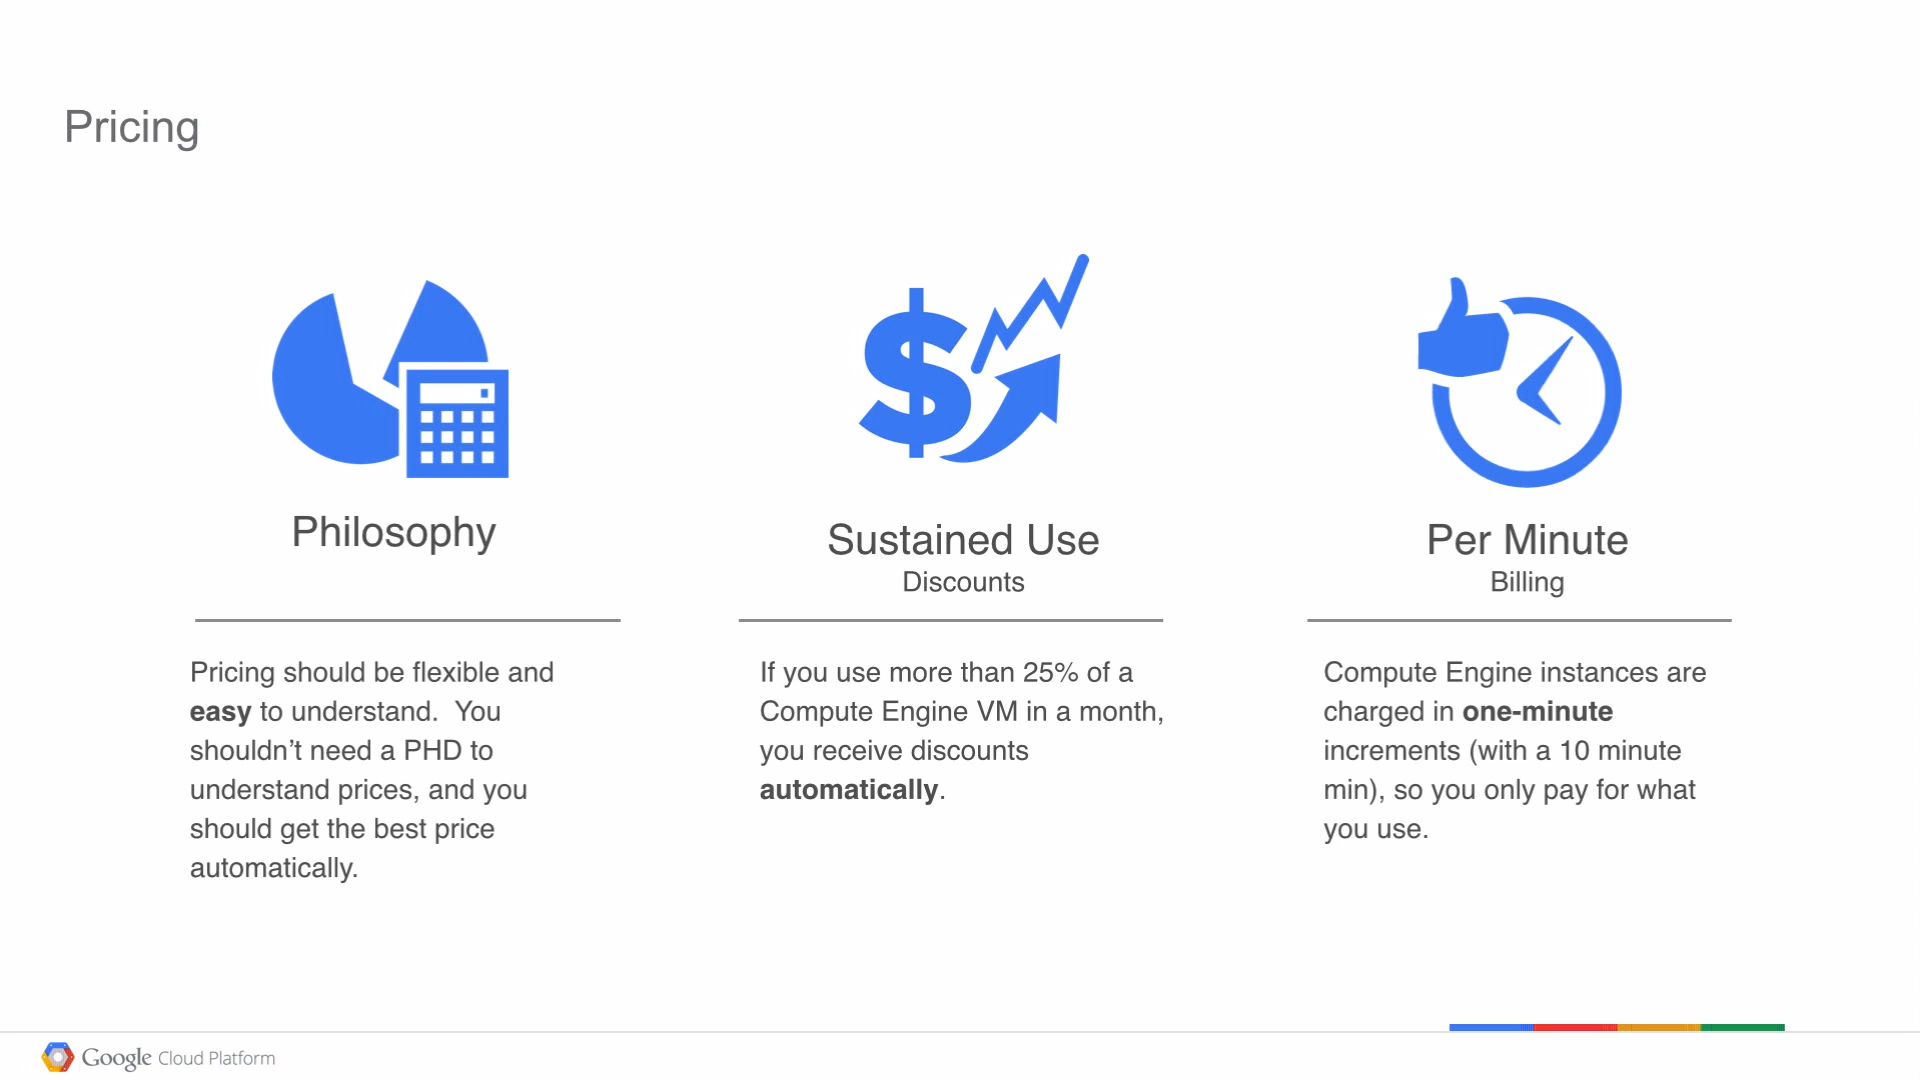 Pricing
Philosophy
Pricing should be flexible and
easy to understand.  You
shouldn’t need a PHD to
understand prices, and you
should get the best price
automatically.
Sustained Use
Discounts
If you use more than 25% of a
Compute Engine VM in a month,
you receive discounts
automatically.
Per Minute
Billing
Compute Engine instances are
charged in one-minute
increments (with a 10 minute
min), so you only pay for what
you use.
Google Cloud Platform